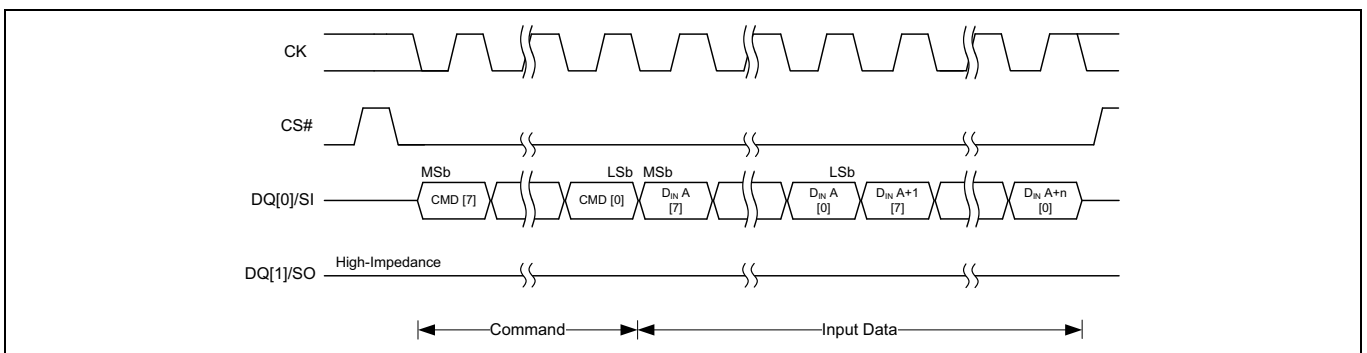 CK
CS#
MSb LSb MSb LSb
DQ[0]/SI CMD [7] CMD [0] DIN A [7] DIN A [0] DIN A+1 [7] DIN A+n [0]
High-Impedance
DQ[1]/SO
Command Input Data